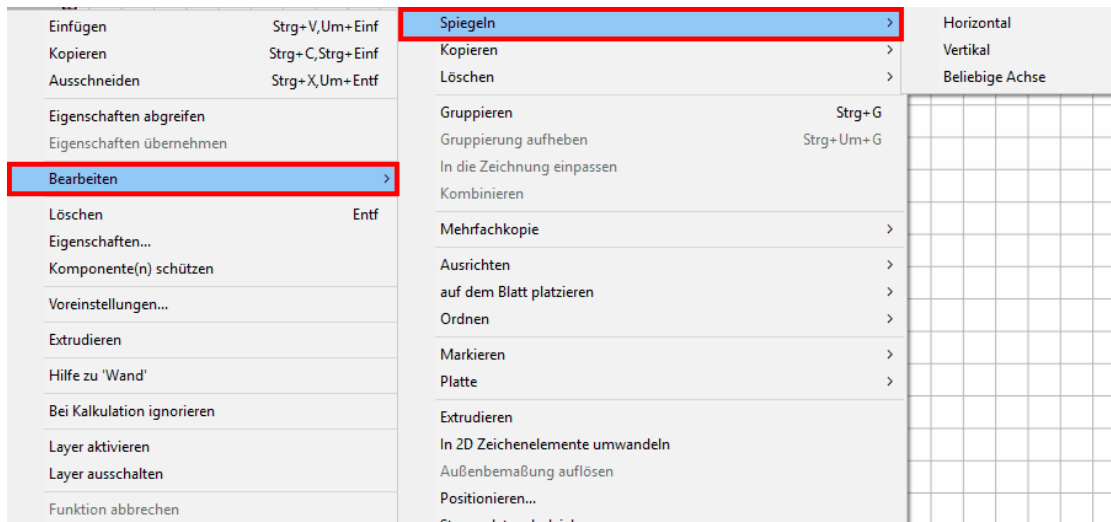 Einfügen Strg+V,Um+Einf
Kopieren Strg+C,Strg+Einf
Ausschneiden Strg+X,Um+Entf
Eigenschaften abgreifen
Eigenschaften übernehmen
Bearbeiten >
Löschen Entf
Eigenschaften...
Komponente(n) schützen
Voreinstellungen...
Extrudieren
Hilfe zu 'Wand'
Bei Kalkulation ignorieren
Layer aktivieren
Layer ausschalten
Funktion abbrechen
Spiegeln >
Kopieren >
Löschen >
Gruppieren Strg+G
Gruppierung aufheben Strg+Um+G
In die Zeichnung einpassen
Kombinieren
Mehrfachkopie >
Ausrichten >
auf dem Blatt platzieren >
Ordnen >
Markieren >
Platte >
Extrudieren
In 2D Zeichenelemente umwandeln
Außenbemaßung auflösen
Positionieren...
Horizontal
Vertikal
Beliebige Achse